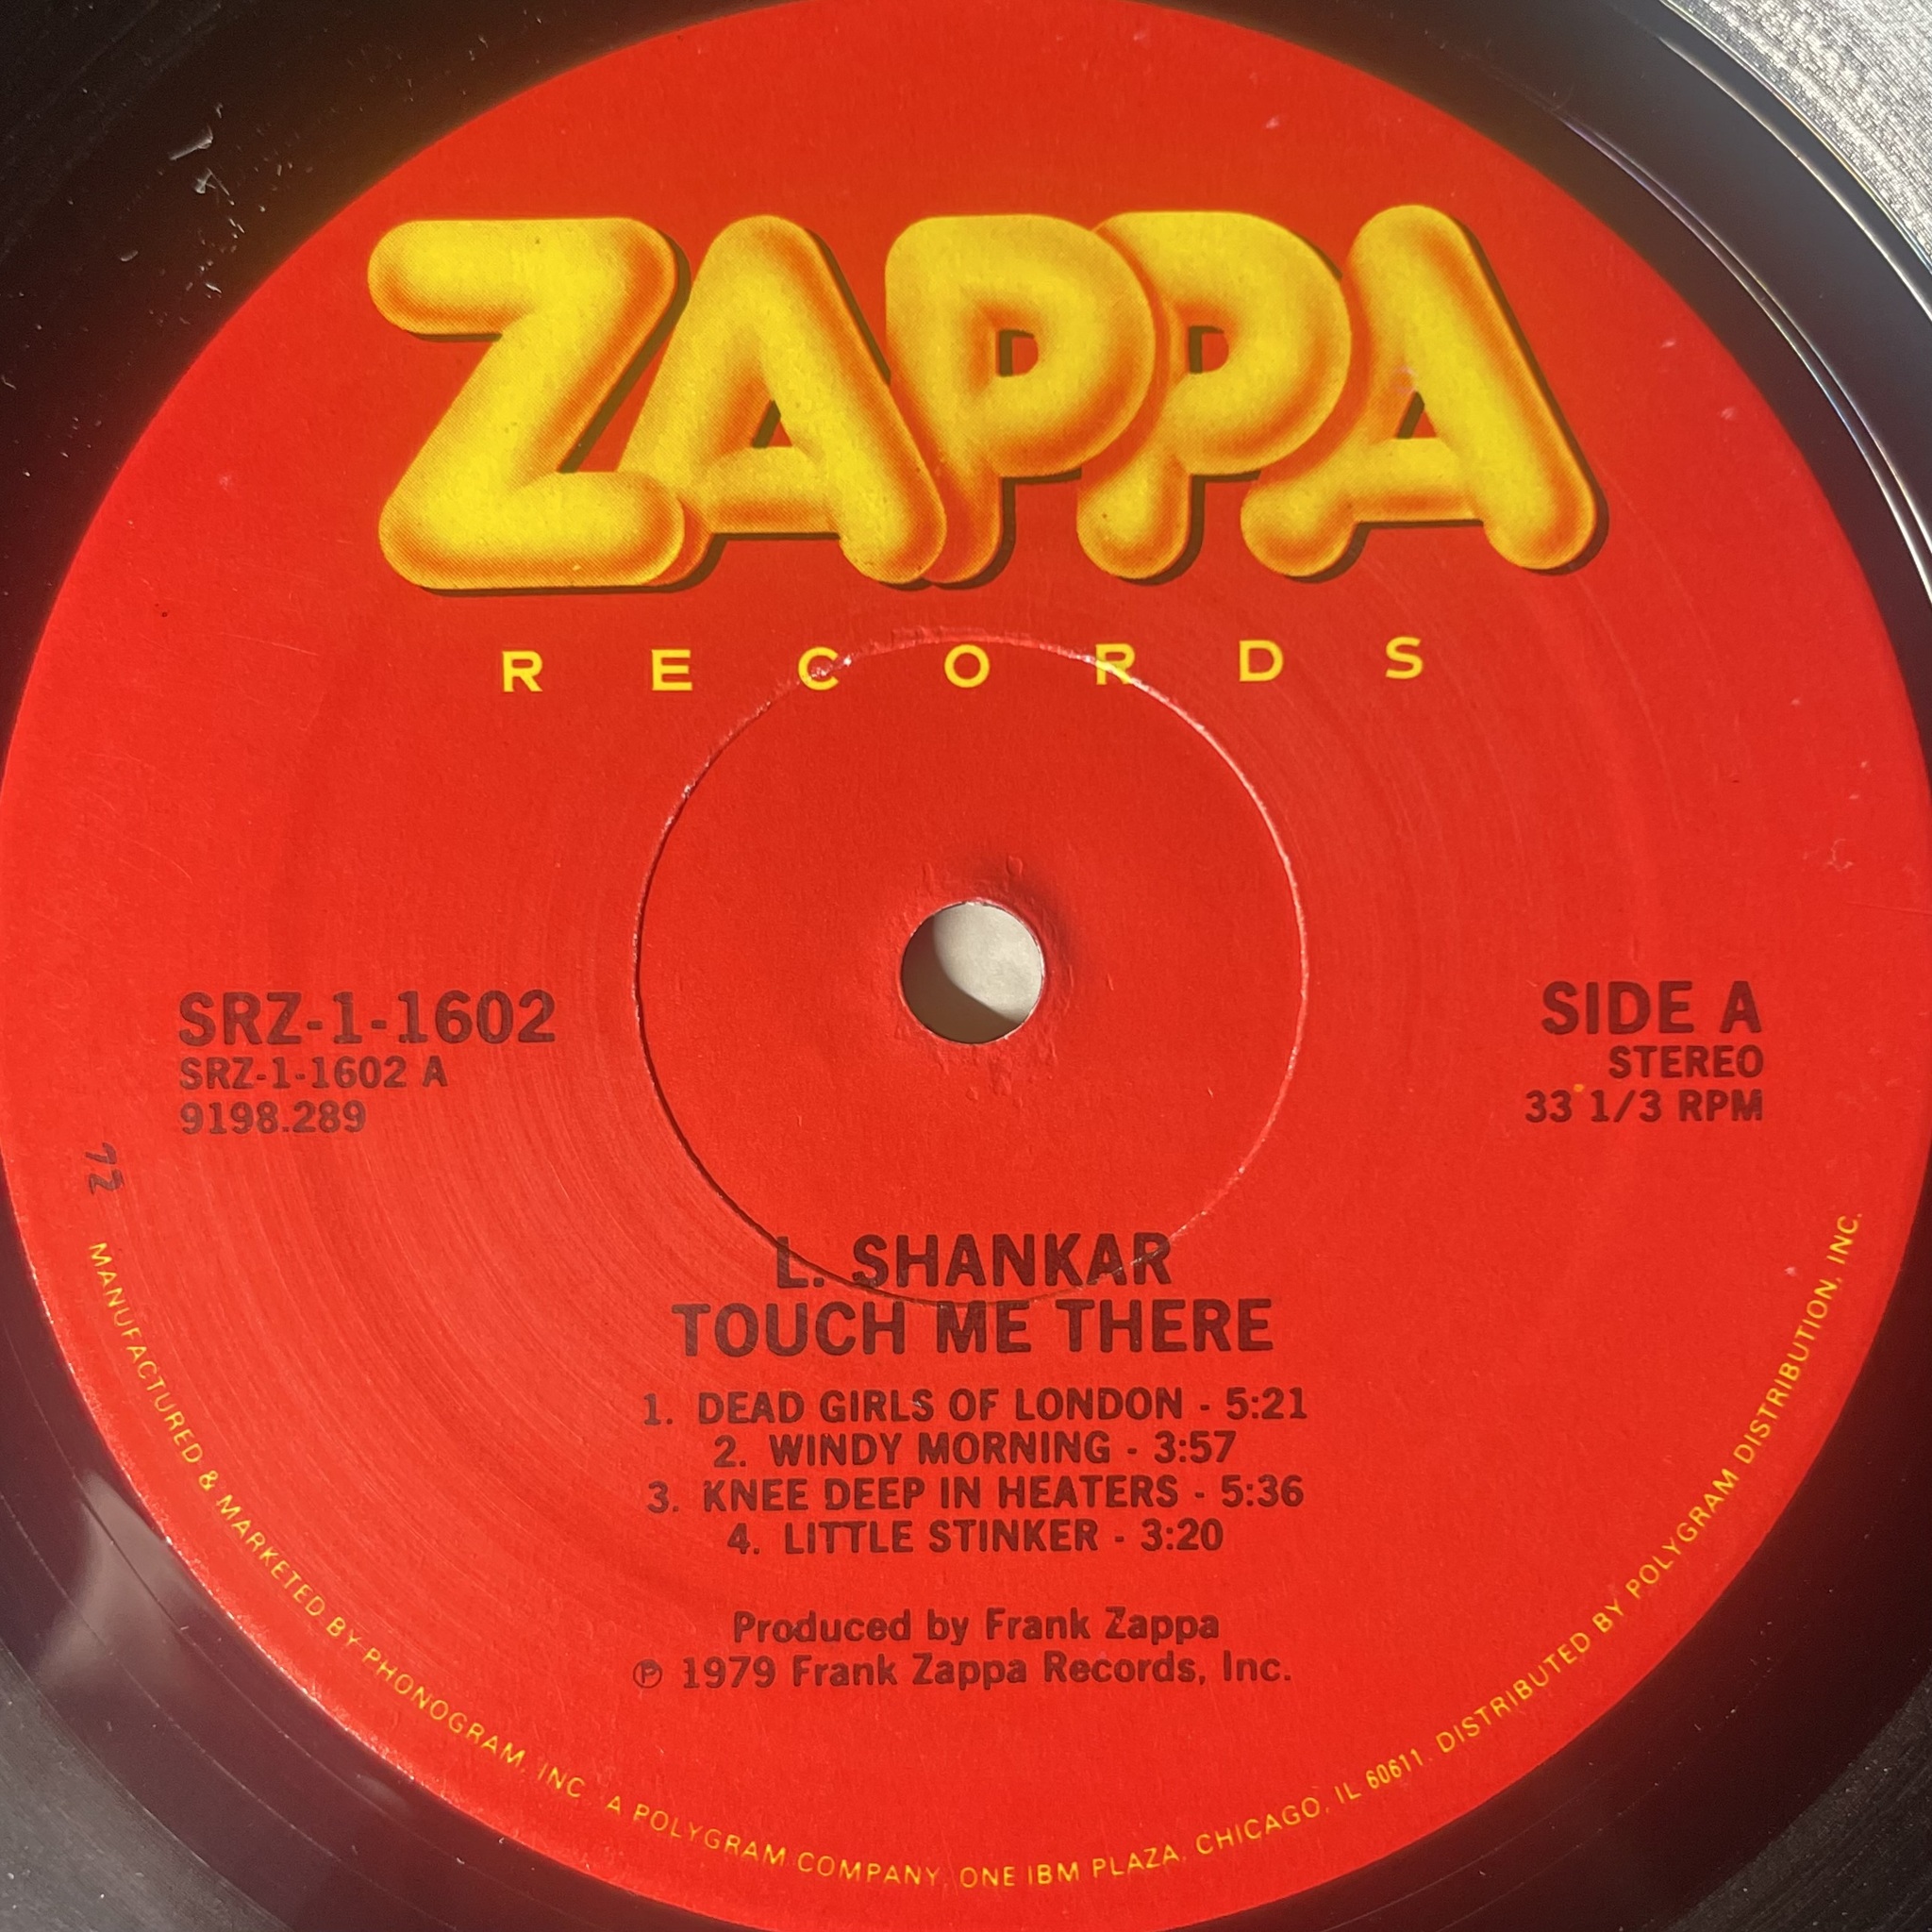 ZAPPA
RECORDS
SRZ-1-1602
SRZ-1-1602 A
9198.289
72
SIDE A
STEREO
33 1/3 RPM
L. SHANKAR
TOUCH ME THERE
1. DEAD GIRLS OF LONDON - 5:21
2. WINDY MORNING - 3:57
3. KNEE DEEP IN HEATERS - 5:36
4. LITTLE STINKER - 3:20
Produced by Frank Zappa
℗ 1979 Frank Zappa Records, Inc.
MANUFACTURED & MARKETED BY PHONOGRAM, INC. A POLYGRAM COMPANY, ONE IBM PLAZA, CHICAGO, IL 60611. DISTRIBUTED BY POLYGRAM DISTRIBUTION, INC.